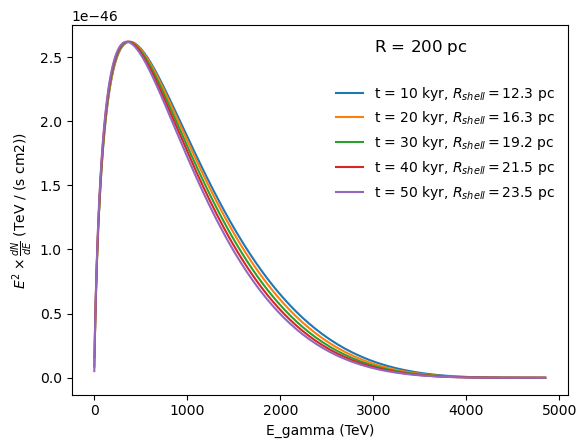 1e−46
R = 200 pc
t = 10 kyr, R_shell = 12.3 pc
t = 20 kyr, R_shell = 16.3 pc
t = 30 kyr, R_shell = 19.2 pc
t = 40 kyr, R_shell = 21.5 pc
t = 50 kyr, R_shell = 23.5 pc
E² × dN/dE (TeV / (s cm2))
2.5
2.0
1.5
1.0
0.5
0.0
0 1000 2000 3000 4000 5000
E_gamma (TeV)